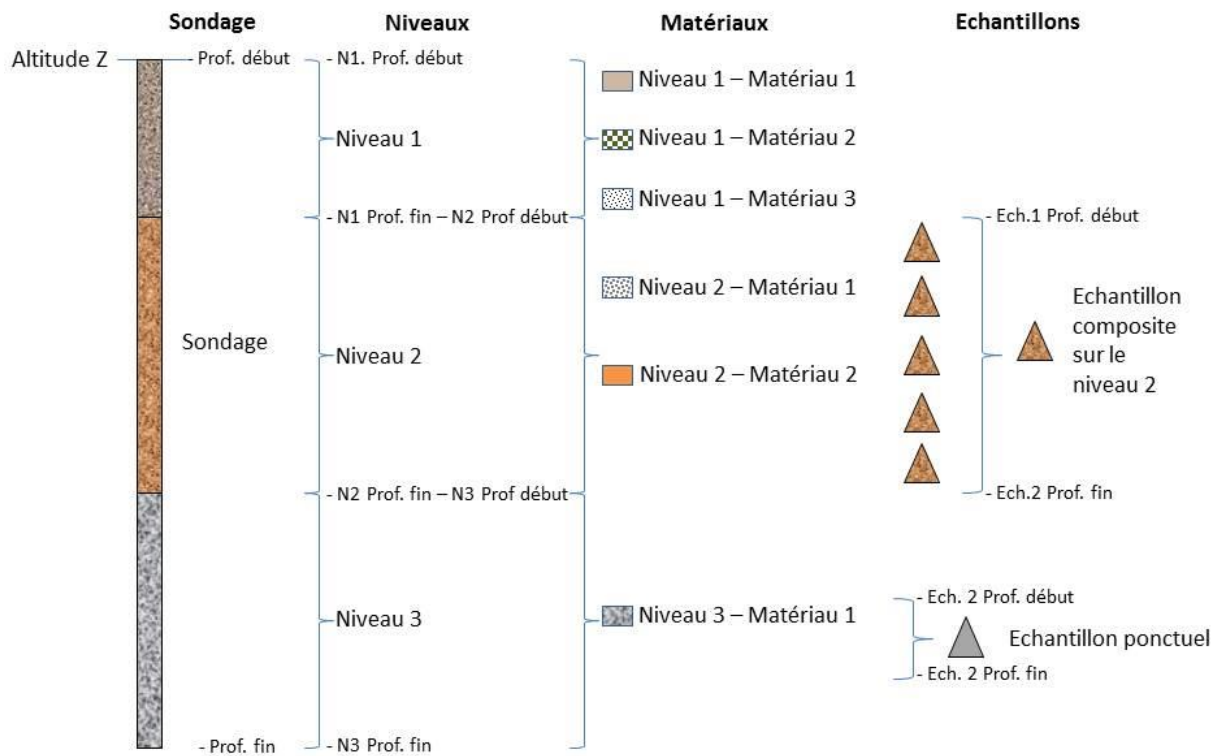 Sondage
Niveaux
Matériaux
Echantillons
Altitude Z
- Prof. début
- N1. Prof. début
Niveau 1 – Matériau 1
Niveau 1
Niveau 1 – Matériau 2
Niveau 1 – Matériau 3
- N1 Prof. fin – N2 Prof début
- Ech.1 Prof. début
Niveau 2 – Matériau 1
Sondage
Niveau 2
Niveau 2 – Matériau 2
Echantillon
composite
sur le
niveau 2
- N2 Prof. fin – N3 Prof début
- Ech.2 Prof. fin
- Ech. 2 Prof. début
Niveau 3
Niveau 3 – Matériau 1
Echantillon ponctuel
- Ech. 2 Prof. fin
- Prof. fin
- N3 Prof. fin